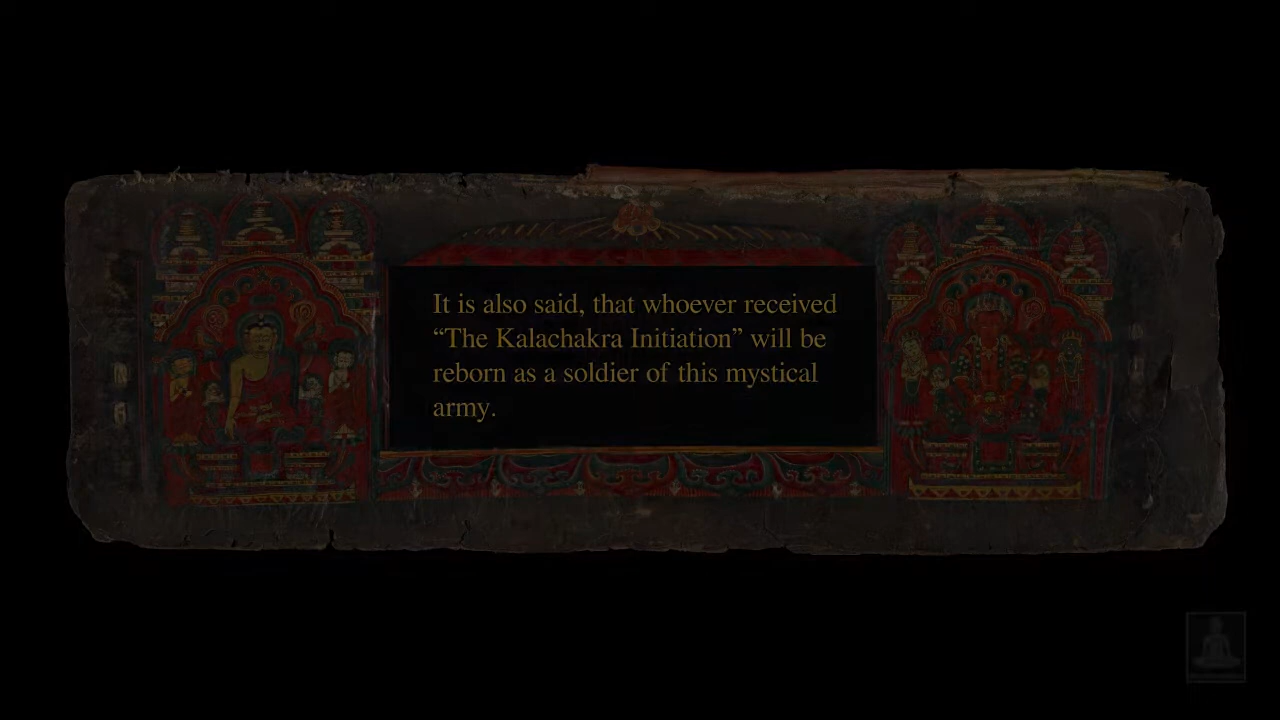 It is also said, that whoever received
“The Kalachakra Initiation” will be
reborn as a soldier of this mystical
army.